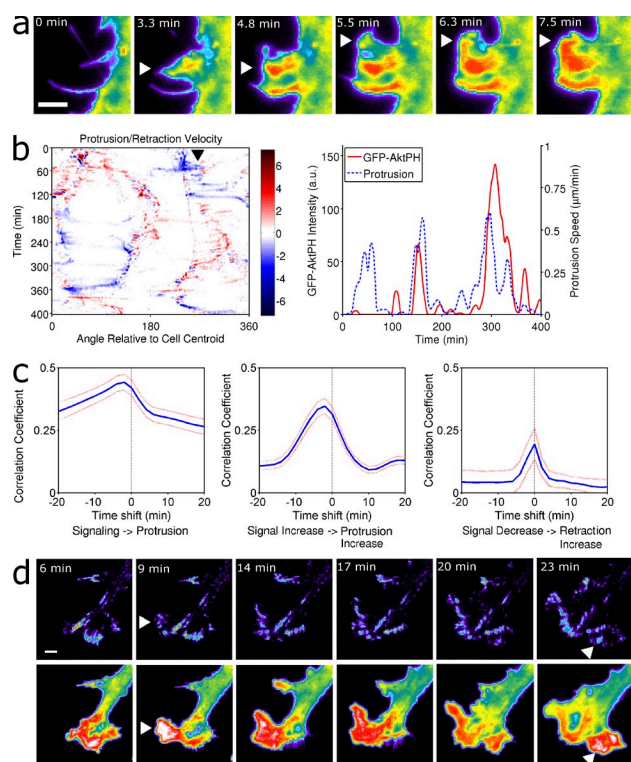 a
0 min
3.3 min
4.8 min
5.5 min
6.3 min
7.5 min
b
Protrusion/Retraction Velocity
Time (min)
0
60
120
180
240
300
360
400
0
180
360
Angle Relative to Cell Centroid
6
4
2
0
-2
-4
-6
GFP-AktPH Intensity (a.u.)
150
100
50
0
GFP-AktPH
Protrusion
1
0.8
0.6
0.4
0.2
0
Protrusion Speed (µm/min)
0
100
200
300
400
Time (min)
c
Correlation Coefficient
0.5
0.25
0
-20
-10
0
10
20
Time shift (min)
Signaling -> Protrusion
Correlation Coefficient
0.5
0.25
0
-20
-10
0
10
20
Time shift (min)
Signal Increase -> Protrusion
Increase
Correlation Coefficient
0.5
0.25
0
-20
-10
0
10
20
Time shift (min)
Signal Decrease -> Retraction
Increase
d
6 min
9 min
14 min
17 min
20 min
23 min